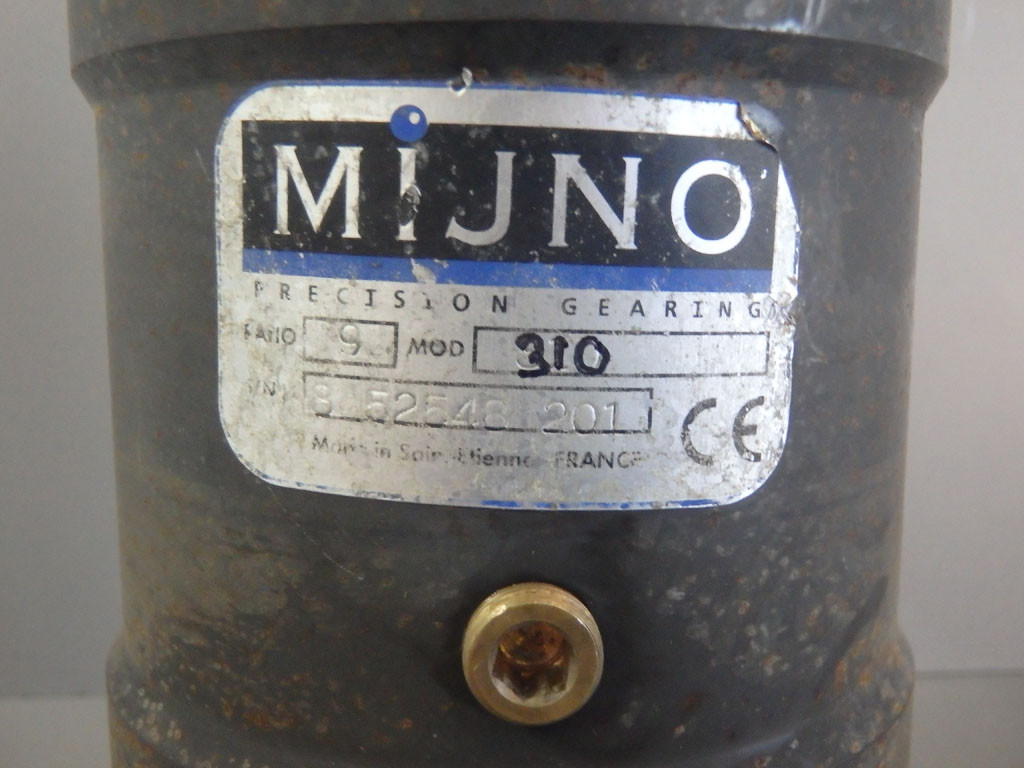 MiJNO
PRECISION GEARING
RATIO 9 MOD 310
8 52548 201
Made in Saint-Etienne FRANCE
CE